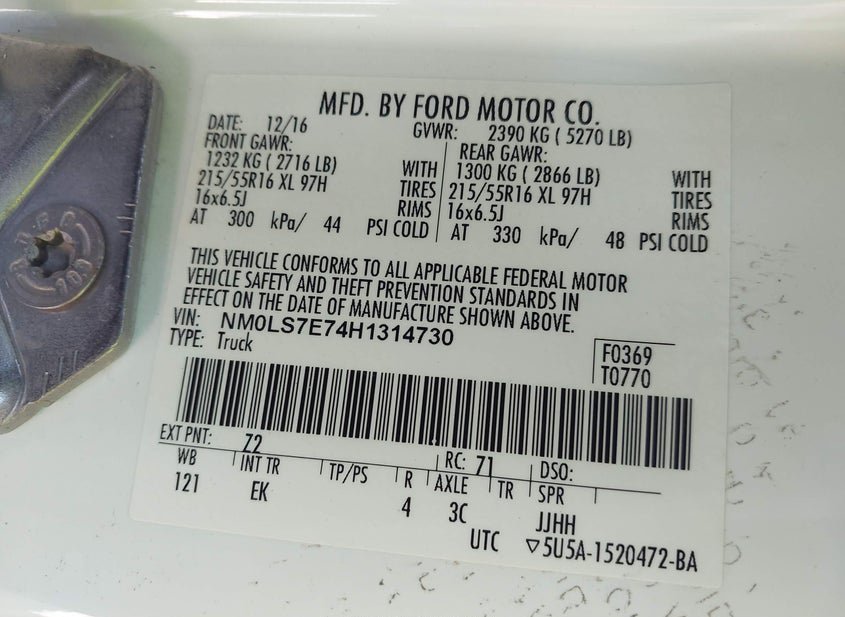 MFD. BY FORD MOTOR CO.
DATE: 12/16 GVWR: 2390 KG ( 5270 LB)
FRONT GAWR: REAR GAWR:
1232 KG ( 2716 LB) WITH 1300 KG ( 2866 LB) WITH
215/55R16 XL 97H TIRES 215/55R16 XL 97H TIRES
16x6.5J RIMS 16x6.5J RIMS
AT 300 kPa/ 44 PSI COLD AT 330 kPa/ 48 PSI COLD
THIS VEHICLE CONFORMS TO ALL APPLICABLE FEDERAL MOTOR
VEHICLE SAFETY AND THEFT PREVENTION STANDARDS IN
EFFECT ON THE DATE OF MANUFACTURE SHOWN ABOVE.
VIN: NM0LS7E74H1314730
TYPE: Truck
F0369
T0770
EXT PNT: Z2 RC: 71 DSO:
WB INT TR TP/PS R AXLE TR SPR
121 EK 4 3C JJHH
UTC ▽5U5A-1520472-BA